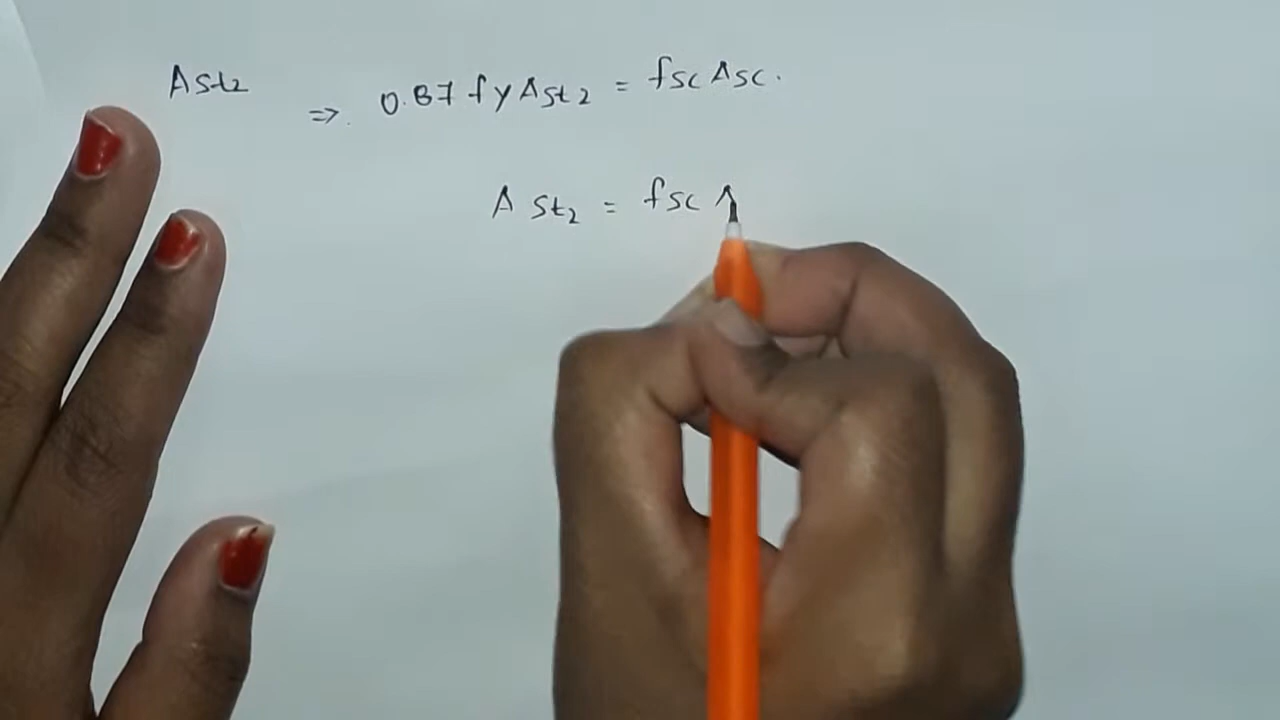 Ast2
⇒ 0.87 fy Ast2 = fsc Asc.
Ast2 = fsc A